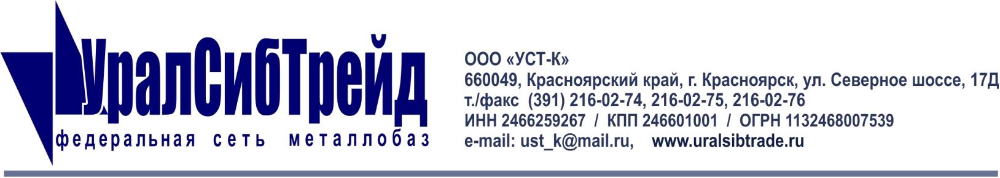 УралСибТрейд
федеральная сеть металлобаз
ООО «УСТ-К»
660049, Красноярский край, г. Красноярск, ул. Северное шоссе, 17Д
т./факс (391) 216-02-74, 216-02-75, 216-02-76
ИНН 2466259267 / КПП 246601001 / ОГРН 1132468007539
e-mail: ust_k@mail.ru, www.uralsibtrade.ru